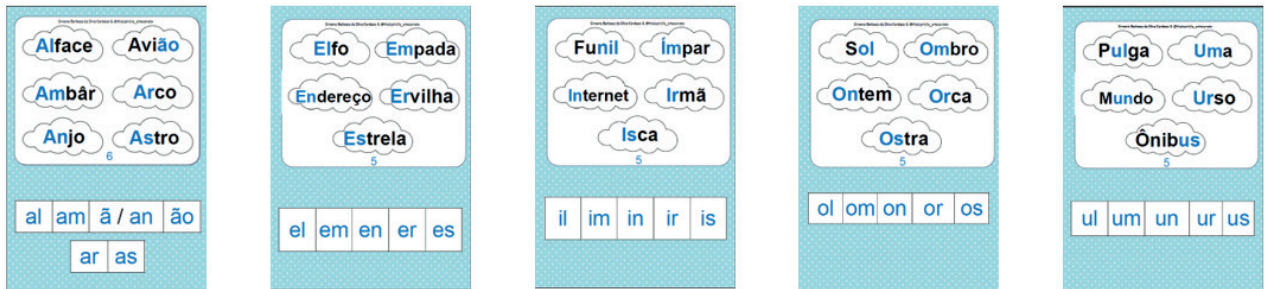 Alface Avião
Ambâr Arco
Anjo Astro
6
al am ã / an ão
ar as
Elfo Empada
Endereço Ervilha
Estrela
5
el em en er es
Funil Ímpar
Internet Irmã
Isca
5
il im in ir is
Sol Ombro
Ontem Orca
Ostra
5
ol om on or os
Pulga Uma
Mundo Urso
Ônibus
5
ul um un ur us